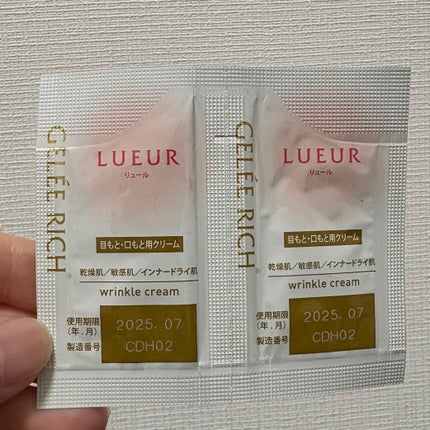 GELÉE RICH®
LUEUR
リュール
目もと・口もと用クリーム
乾燥肌／敏感肌／インナードライ肌
wrinkle cream
使用期限
(年.月)
2025. 07
製造番号
CDH02
GELÉE RICH®
LUEUR
リュール
目もと・口もと用クリーム
乾燥肌／敏感肌／インナードライ肌
wrinkle cream
使用期限
(年.月)
2025. 07
製造番号
CDH02